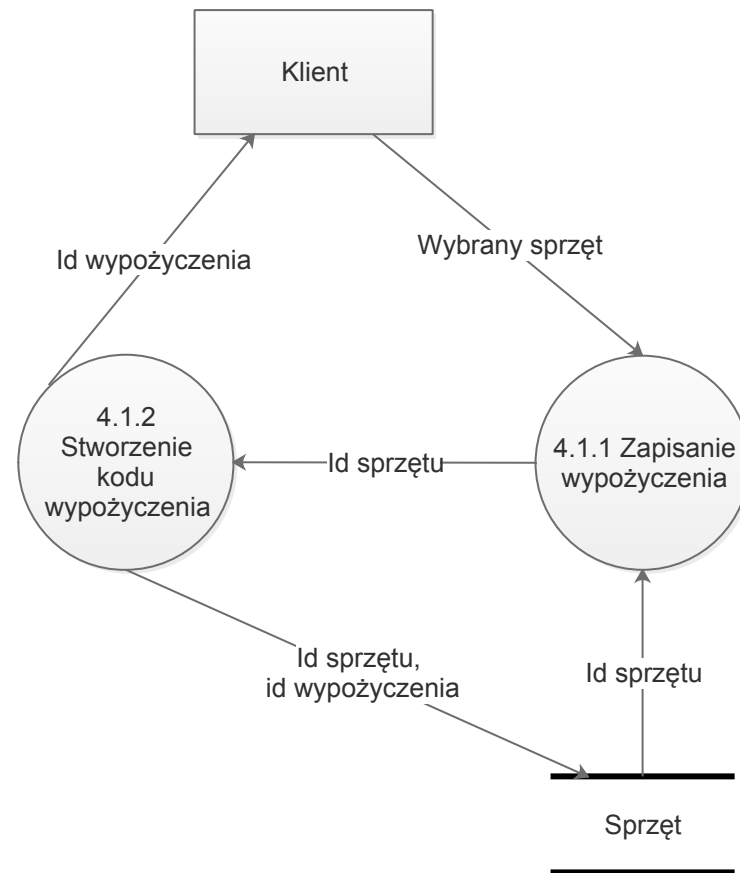 Klient
Id wypożyczenia
Wybrany sprzęt
4.1.2
Stworzenie
kodu
wypożyczenia
Id sprzętu
4.1.1 Zapisanie
wypożyczenia
Id sprzętu,
id wypożyczenia
Id sprzętu
Sprzęt